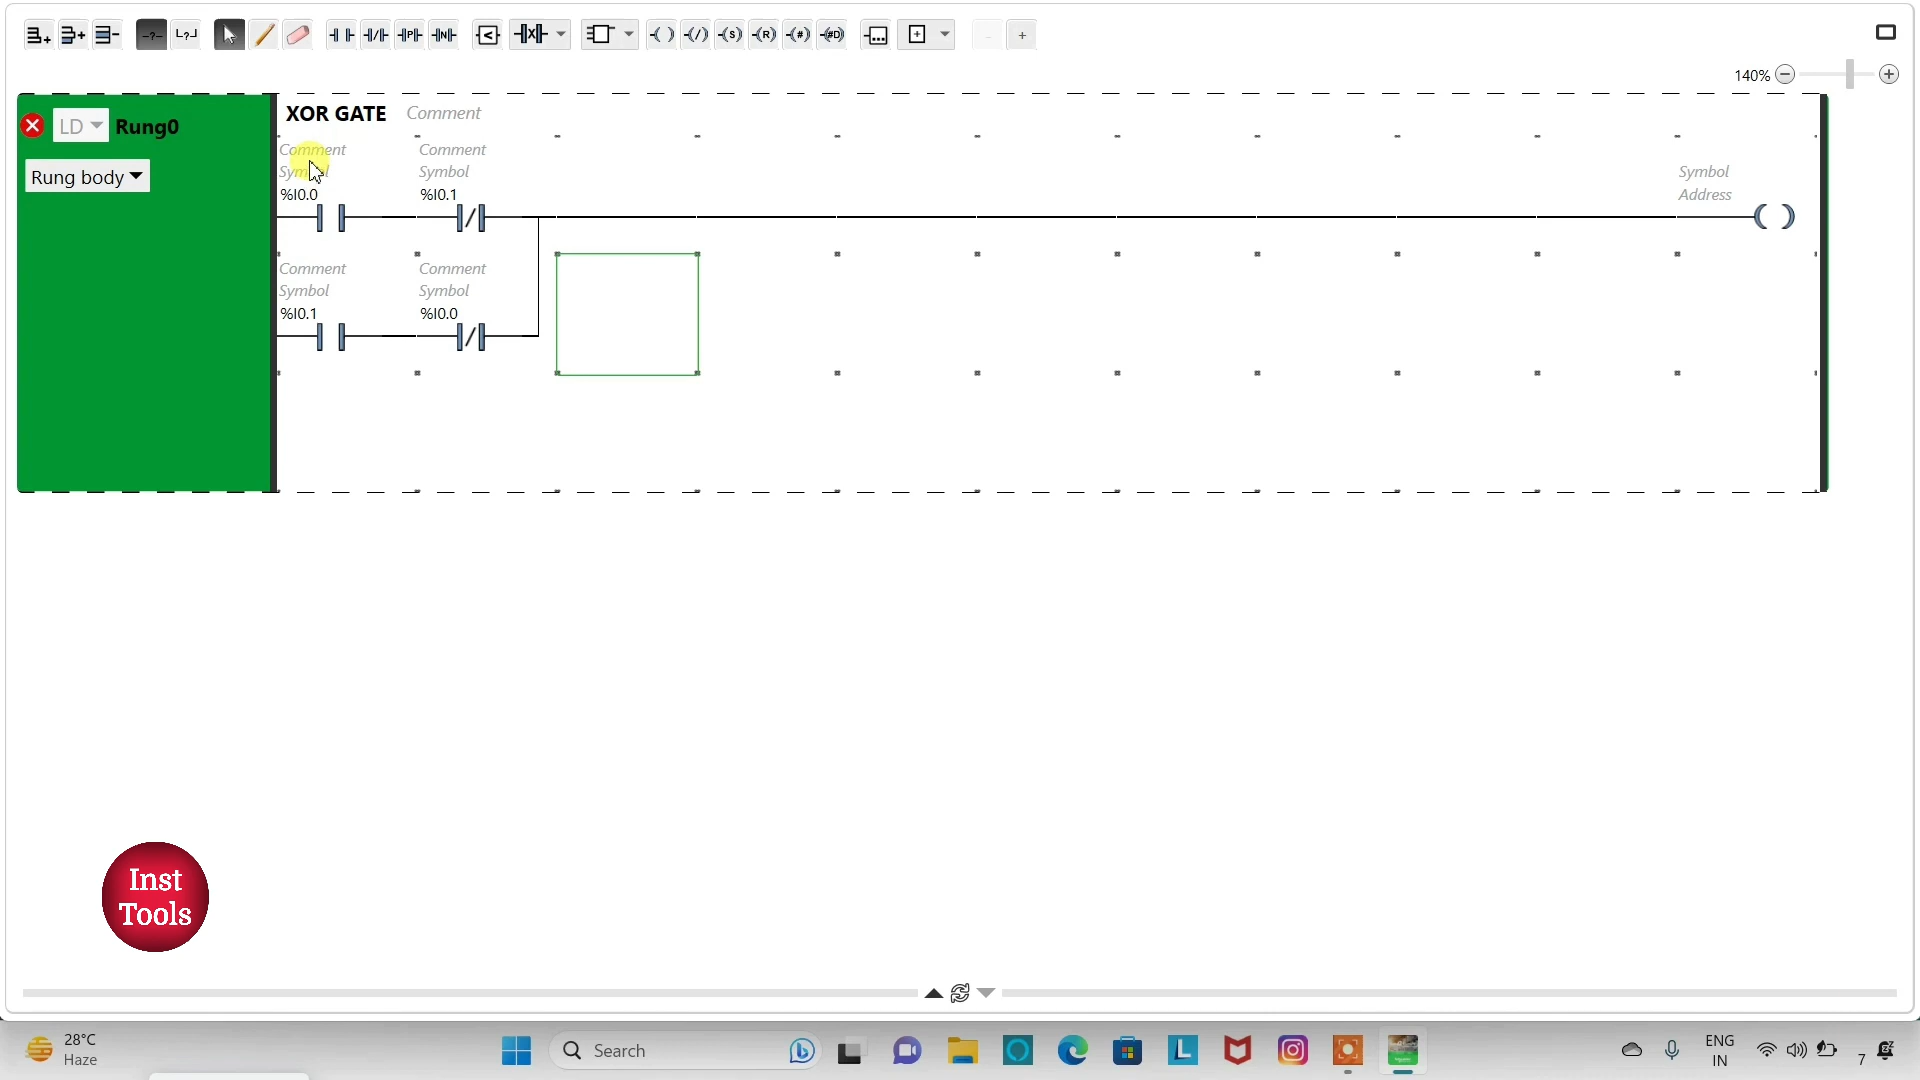 140%
LD Rung0
Rung body
XOR GATE Comment
Comment Comment
Symbol
Symbol
%I0.0 %I0.1
Symbol
Address
Comment Comment
Symbol Symbol
%I0.1 %I0.0
Inst
Tools
28°C
Haze
Search
ENG
IN
7